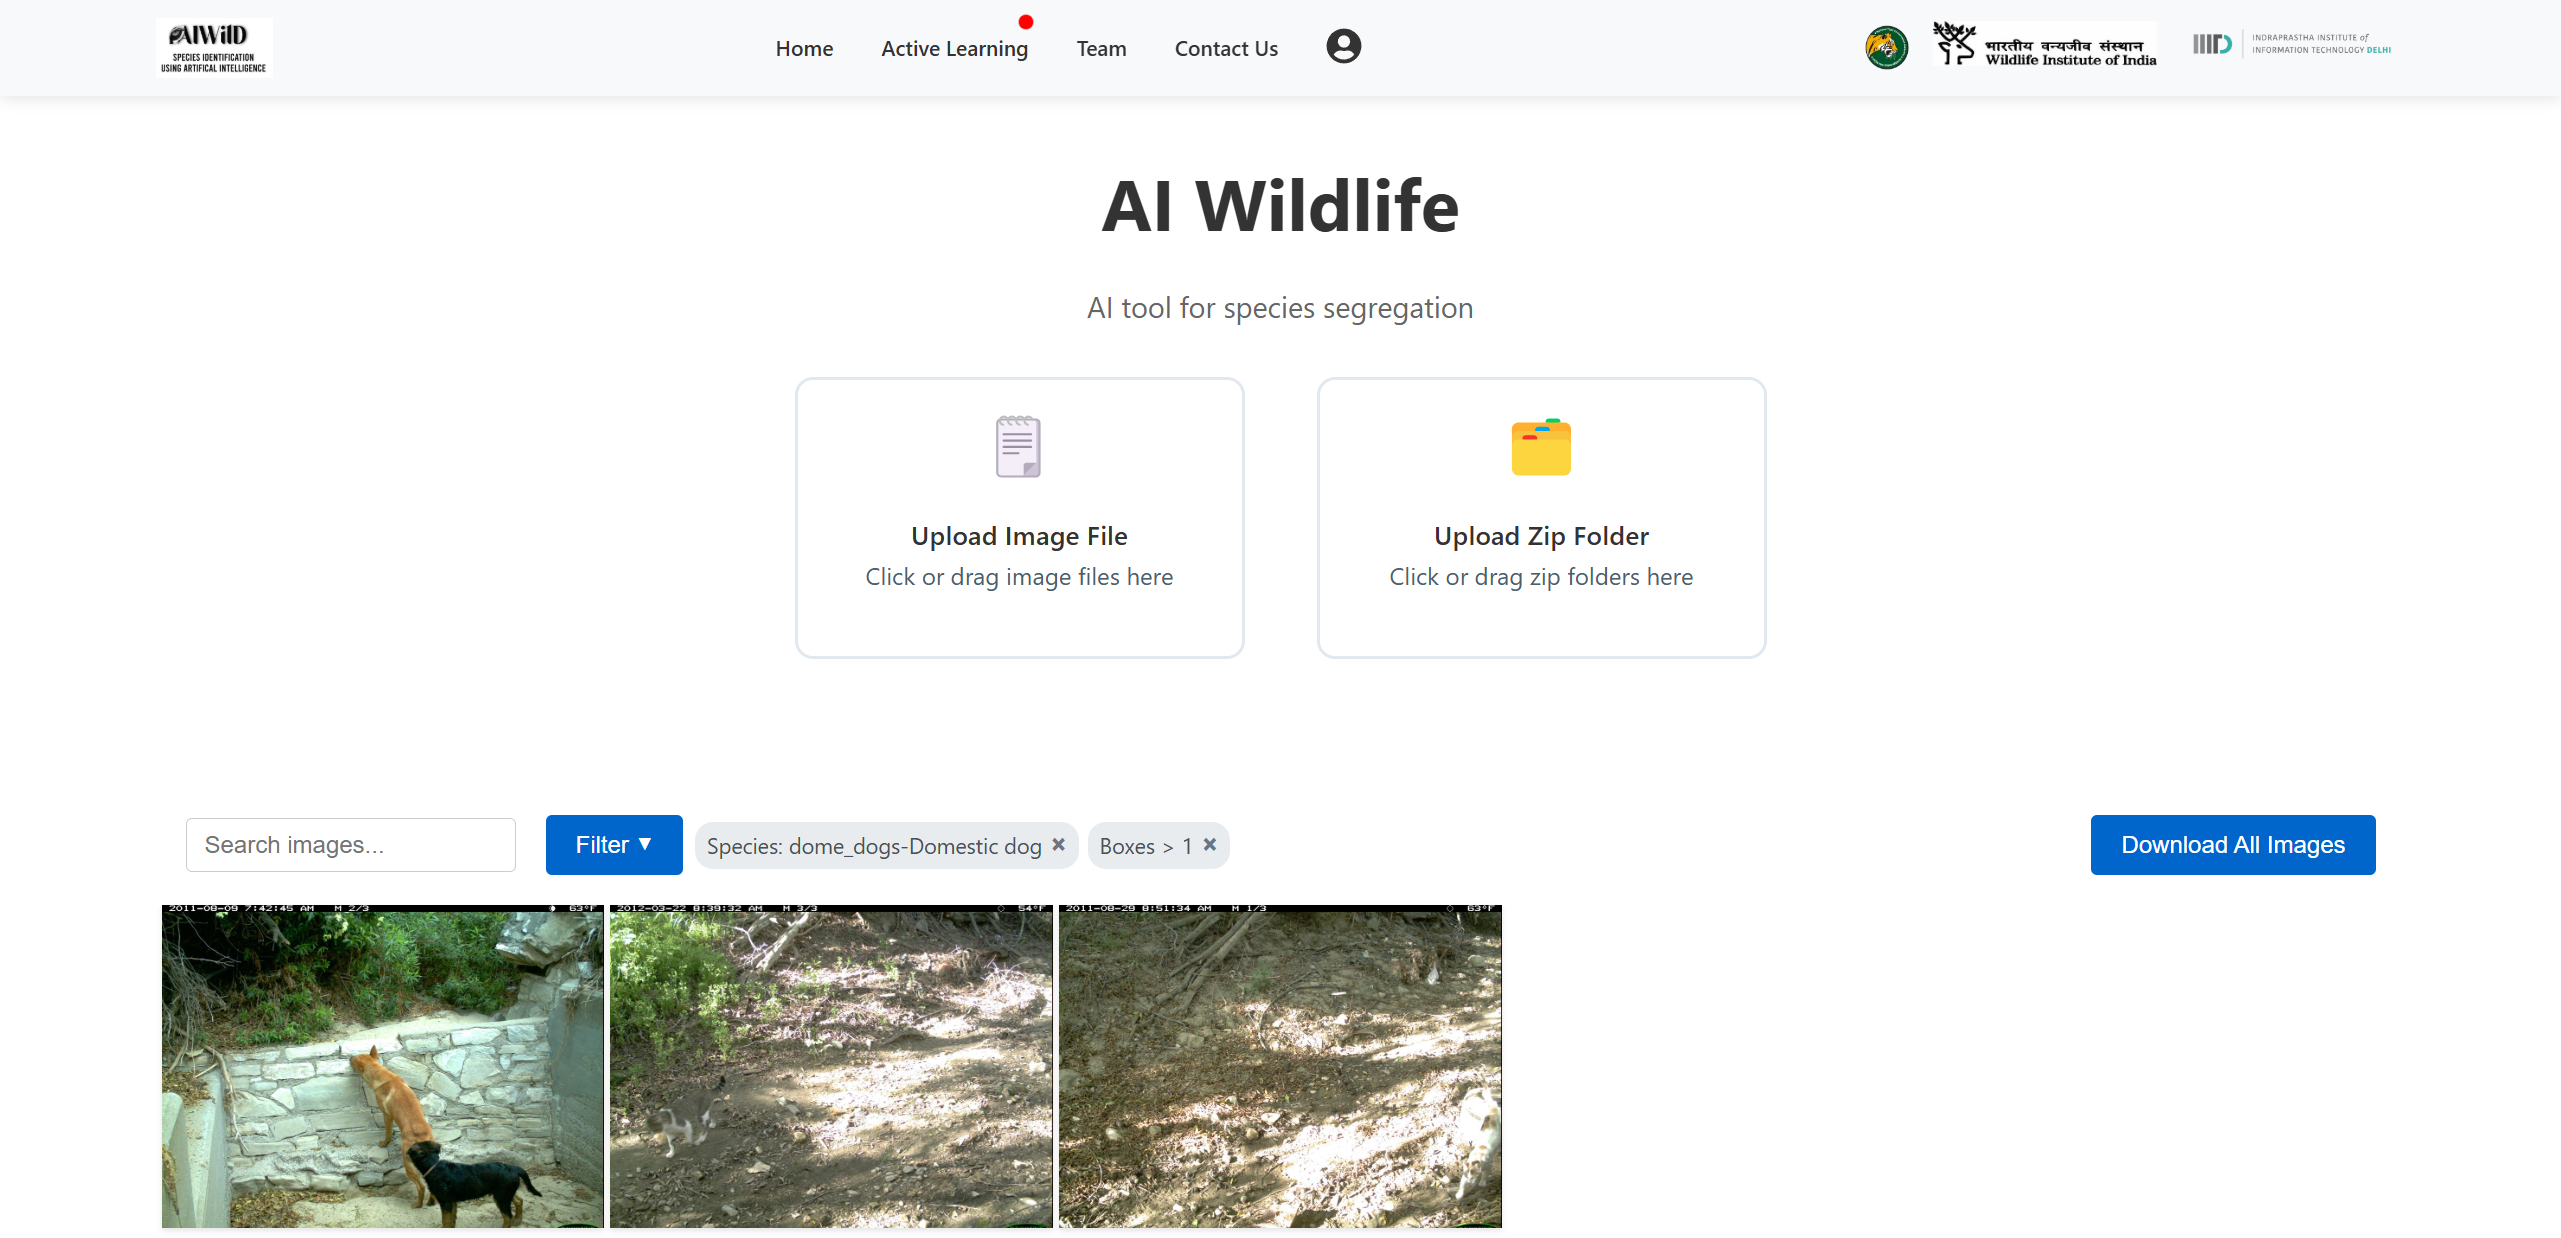 AIWilD
SPECIES IDENTIFICATION
USING ARTIFICAL INTELLIGENCE
Home
Active Learning
Team
Contact Us
भारतीय वन्यजीव संस्थान
Wildlife Institute of India
IIITD
INDRAPRASTHA INSTITUTE of
INFORMATION TECHNOLOGY DELHI
AI Wildlife
AI tool for species segregation
Upload Image File
Click or drag image files here
Upload Zip Folder
Click or drag zip folders here
Search images...
Filter ▼
Species: dome_dogs-Domestic dog ×
Boxes > 1 ×
Download All Images
2011-08-09 7:42:45 AM M 2/3 63°F
2012-03-22 8:39:32 AM M 3/3 54°F
2011-08-29 8:51:34 AM M 1/3 63°F